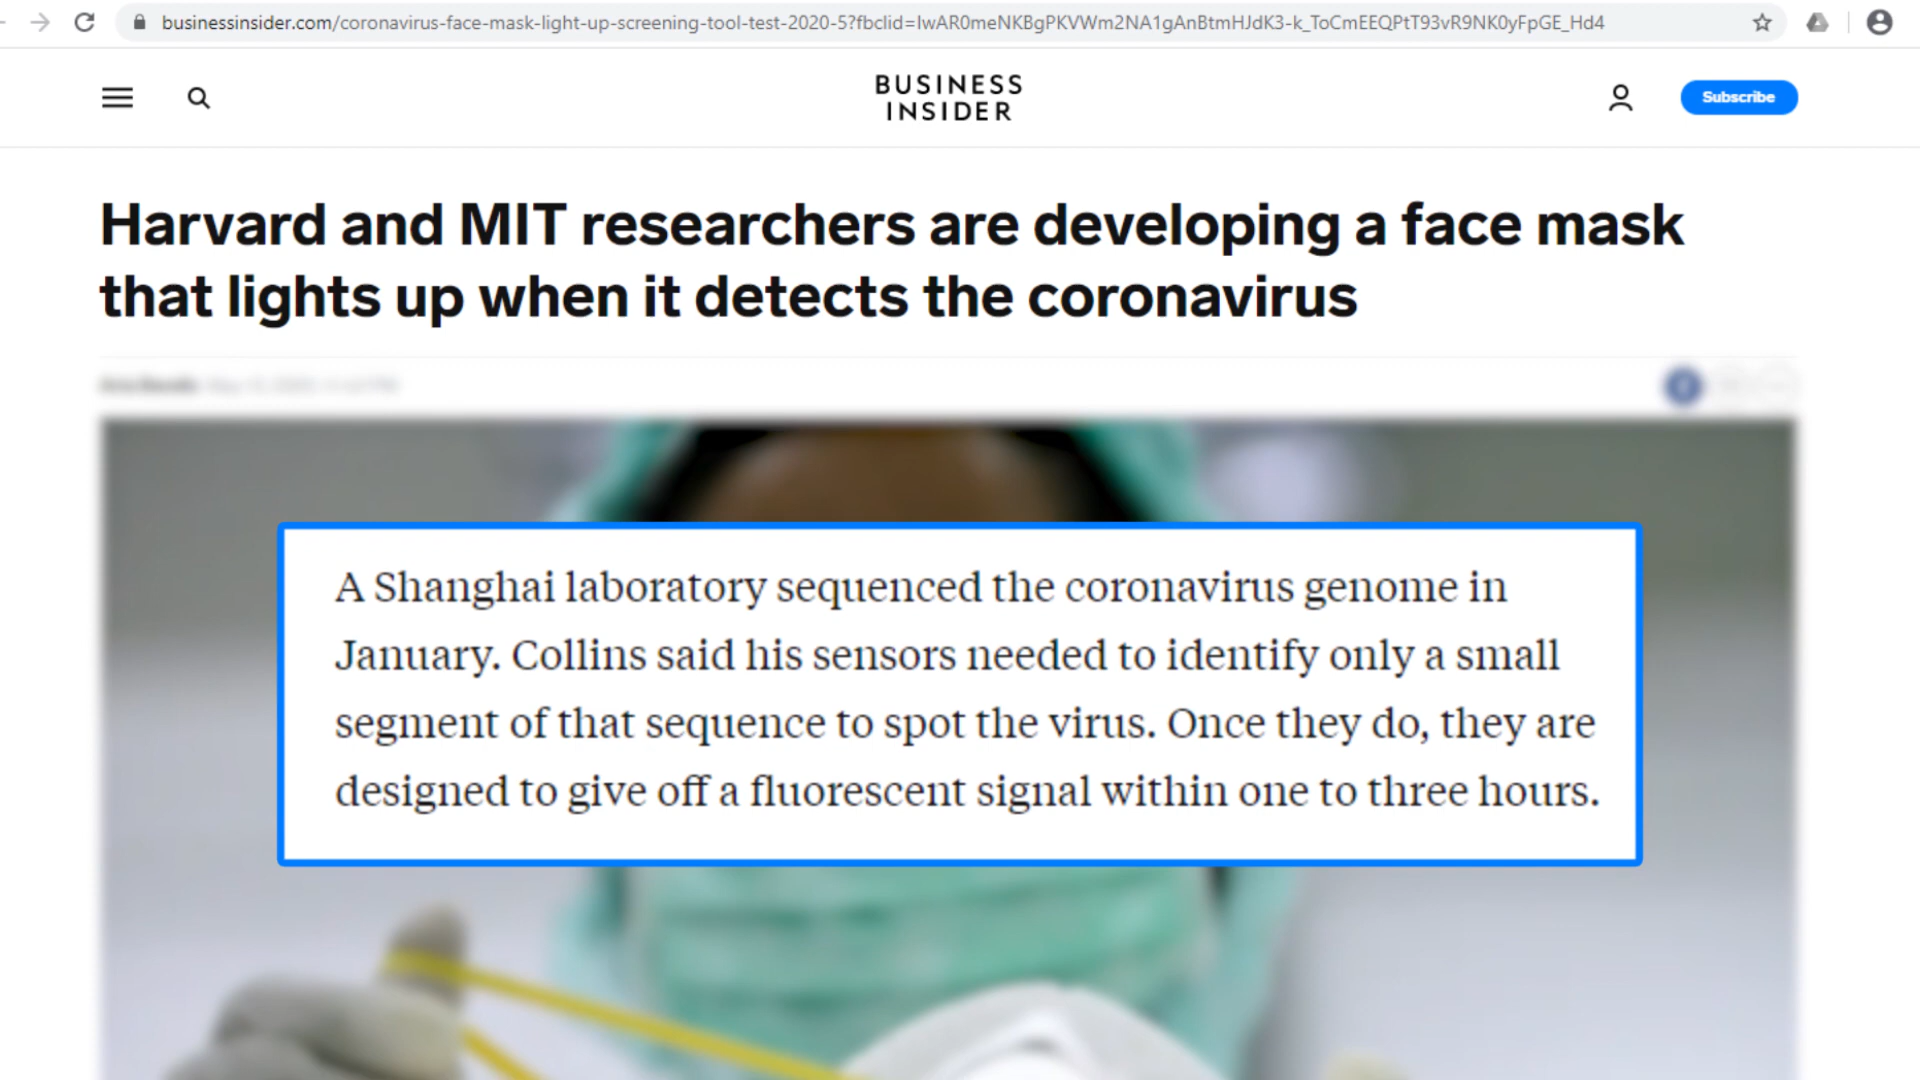 businessinsider.com/coronavirus-face-mask-light-up-screening-tool-test-2020-5?fbclid=IwAR0meNKBgPKVWm2NA1gAnBtmHJdK3-k_ToCmEEQPtT93vR9NK0yFpGE_Hd4
BUSINESS
INSIDER
Subscribe
Harvard and MIT researchers are developing a face mask
that lights up when it detects the coronavirus
A Shanghai laboratory sequenced the coronavirus genome in
January. Collins said his sensors needed to identify only a small
segment of that sequence to spot the virus. Once they do, they are
designed to give off a fluorescent signal within one to three hours.